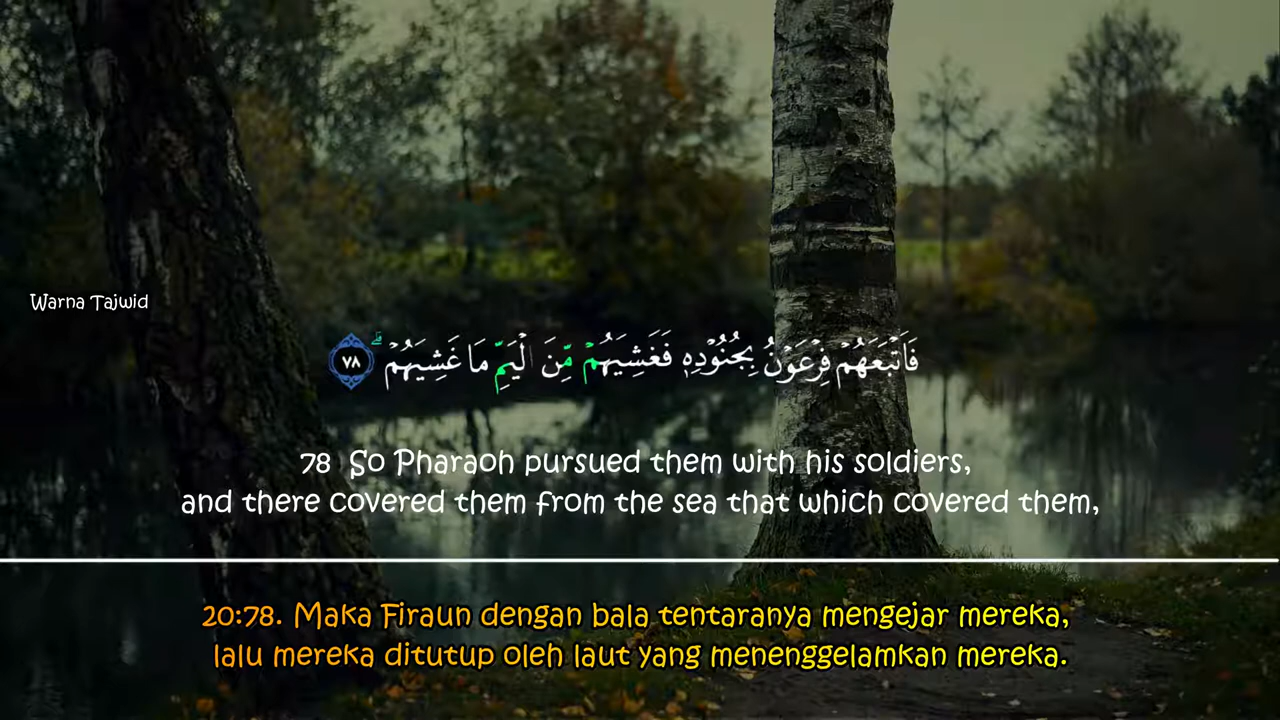 Warna Tajwid
فَاَتْبَعَهُمْ فِرْعَوْنُ بِجُنُوْدِهٖ فَغَشِيَهُمْ مِّنَ الْيَمِّ مَا غَشِيَهُمْ ۗ ٧٨
78 So Pharaoh pursued them with his soldiers,
and there covered them from the sea that which covered them,
20:78. Maka Firaun dengan bala tentaranya mengejar mereka,
lalu mereka ditutup oleh laut yang menenggelamkan mereka.